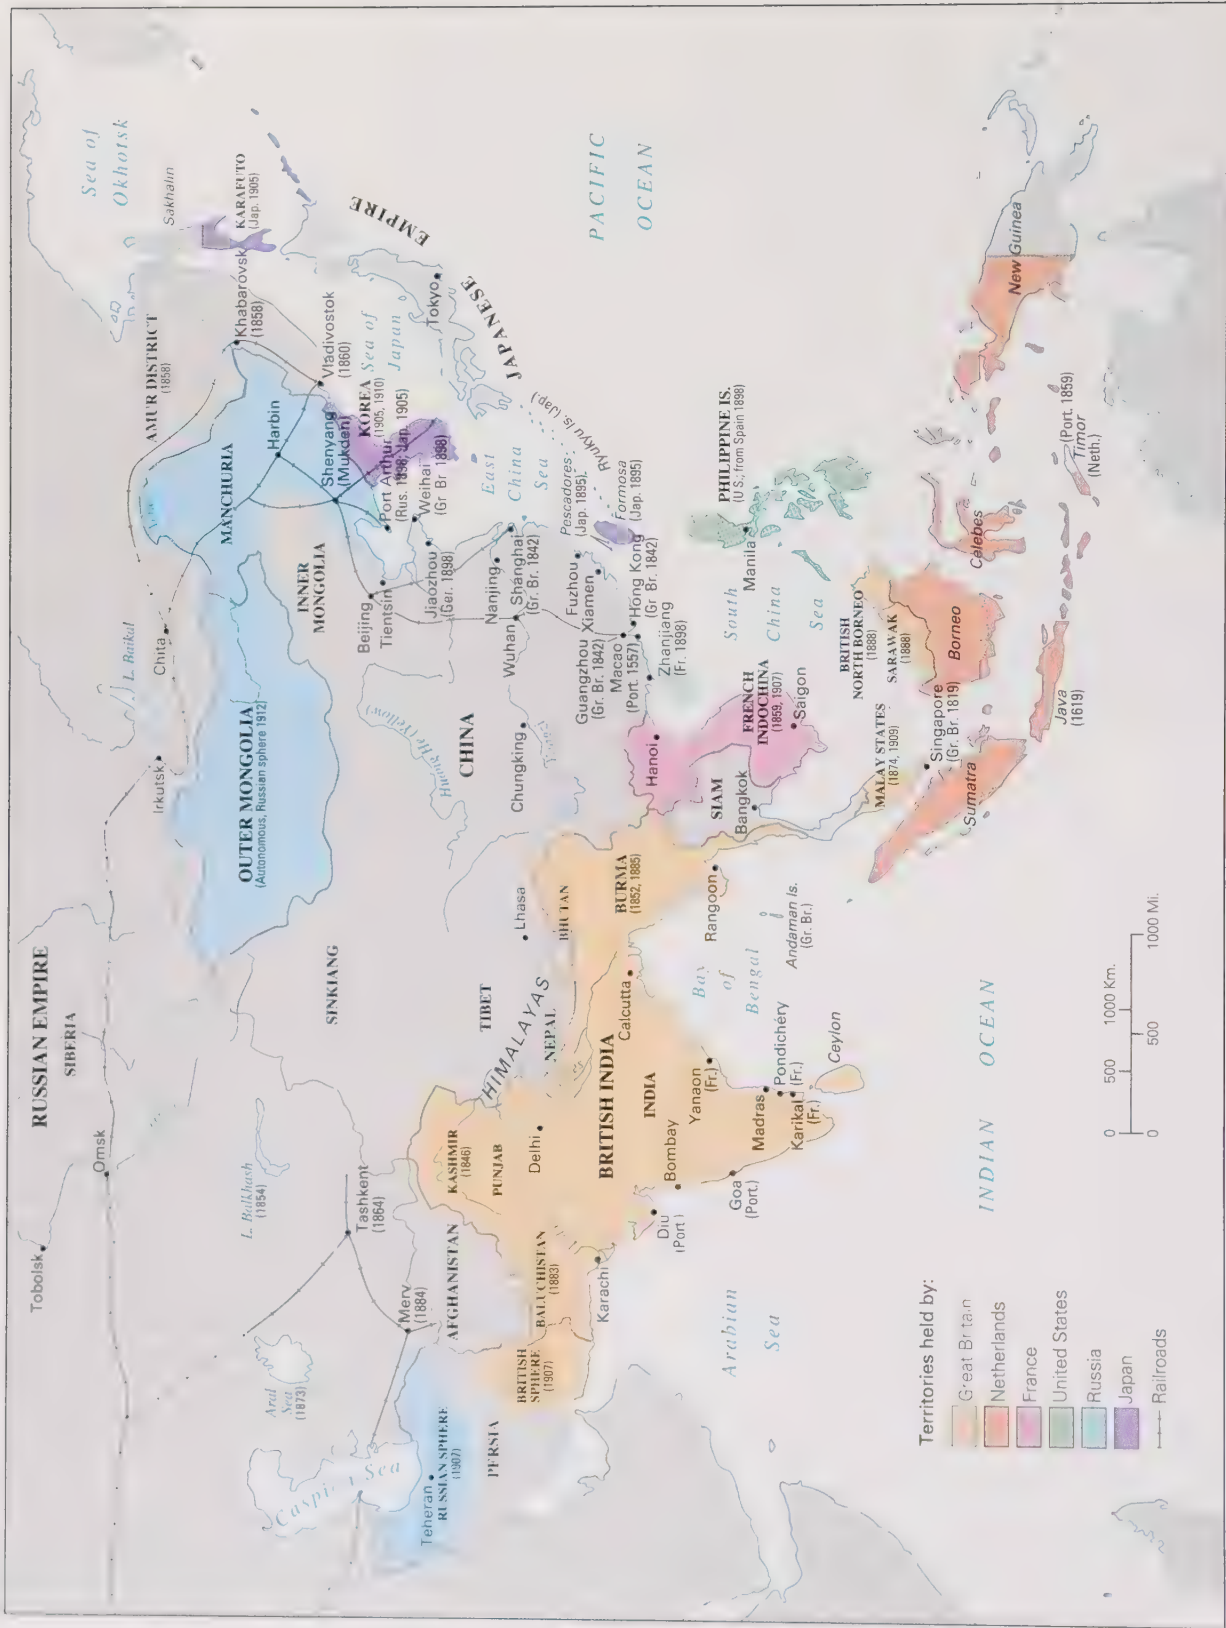 RUSSIAN EMPIRE
SIBERIA
Tobolsk
Omsk
Irkutsk
L. Baikal
Chita
AMUR DISTRICT
(1858)
Sea of
Okhotsk
Sakhalin
KARAFUTO
(Jap. 1905)
Khabarovsk
(1858)
Vladivostok
(1860)
Harbin
MANCHURIA
Shenyang
(Mukden)
KOREA
(1905, 1910)
Sea of
Japan
Tokyo
JAPANESE
EMPIRE
Port Arthur
(Rus. 1898; Jap. 1905)
Weihai
(Gr Br 1898)
OUTER MONGOLIA
(Autonomous, Russian sphere 1912)
INNER
MONGOLIA
Beijing
Tientsin
Jiaozhou
(Ger. 1898)
Aral
Sea
(1873)
L. Balkhash
(1854)
Tashkent
(1864)
Merv
(1884)
Caspian Sea
Teheran
RUSSIAN SPHERE
(1907)
PERSIA
AFGHANISTAN
BRITISH
SPHERE
(1907)
BALUCHISTAN
(1883)
Karachi
KASHMIR
(1846)
PUNJAB
Delhi
SINKIANG
TIBET
HIMALAYAS
NEPAL
Lhasa
BHUTAN
CHINA
Huang He (Yellow)
Chungking
Wuhan
Nanjing
Shanghai
(Gr. Br. 1842)
East
China
Sea
Ryukyu Is. (Jap.)
Pescadores
(Jap. 1895)
Formosa
(Jap. 1895)
Fuzhou
Xiamen
Guangzhou
(Gr. Br. 1842)
Macao
(Port. 1557)
Hong Kong
(Gr. Br. 1842)
Zhanjiang
(Fr. 1898)
PACIFIC
OCEAN
BRITISH INDIA
INDIA
Calcutta
Diu
(Port)
Bombay
Goa
(Port.)
Yanaon
(Fr.)
Madras
Pondichéry
(Fr.)
Karikal
(Fr.)
Ceylon
Arabian
Sea
Bay
of
Bengal
Andaman Is.
(Gr. Br.)
BURMA
(1852, 1885)
Rangoon
SIAM
Bangkok
Hanoi
FRENCH
INDOCHINA
(1859, 1907)
Saigon
South
China
Sea
PHILIPPINE IS.
(U.S., from Spain 1898)
Manila
BRITISH
NORTH BORNEO
(1888)
SARAWAK
(1888)
MALAY STATES
(1874, 1909)
Singapore
(Gr. Br. 1819)
Sumatra
Borneo
Java
(1619)
Celebes
Timor
(Port. 1859)
(Neth.)
New Guinea
INDIAN OCEAN
0 500 1000 Km.
0 500 1000 Mi.
Territories held by:
Great Britain
Netherlands
France
United States
Russia
Japan
Railroads